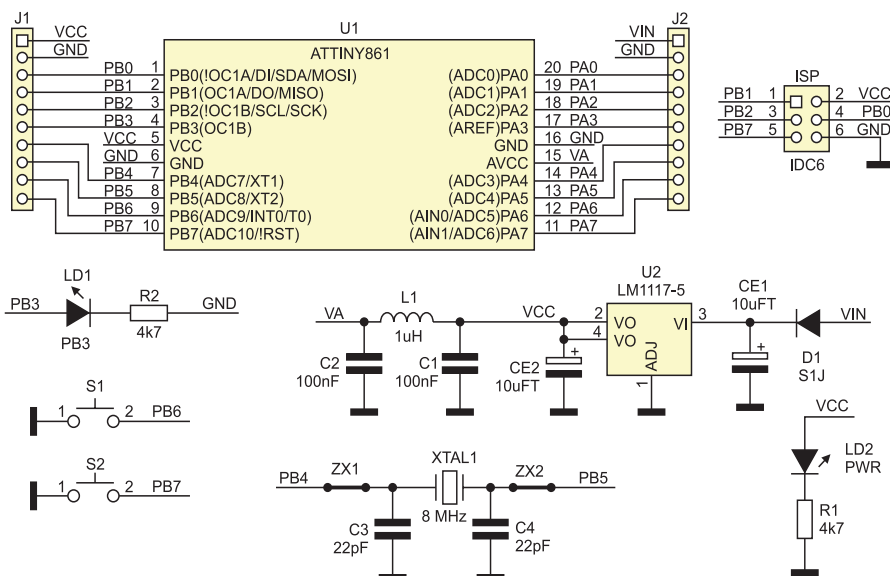 J1
U1
J2
VCC
ATTINY861
VIN
GND
GND
PB0 1 PB0(!OC1A/DI/SDA/MOSI) (ADC0)PA0 20 PA0
PB1 2 PB1(OC1A/DO/MISO) (ADC1)PA1 19 PA1
PB2 3 PB2(!OC1B/SCL/SCK) (ADC2)PA2 18 PA2
PB3 4 PB3(OC1B) (AREF)PA3 17 PA3
VCC 5 VCC GND 16 GND
GND 6 GND AVCC 15 VA
PB4 7 PB4(ADC7/XT1) (ADC3)PA4 14 PA4
PB5 8 PB5(ADC8/XT2) (ADC4)PA5 13 PA5
PB6 9 PB6(ADC9/INT0/T0) (AIN0/ADC5)PA6 12 PA6
PB7 10 PB7(ADC10/!RST) (AIN1/ADC6)PA7 11 PA7
ISP
PB1 1 2 VCC
PB2 3 4 PB0
PB7 5 6 GND
IDC6
LD1
PB3 R2 GND
4k7
PB3
U2
LM1117-5
CE1
10uFT
VA L1 VCC 2 VO VI 3 VIN
1uH
4 VO
ADJ
1
C2
100nF
C1
100nF
CE2
10uFT
+
+
D1
S1J
S1
1 2 PB6
S2
1 2 PB7
XTAL1
PB4 ZX1 ZX2 PB5
8 MHz
C3
22pF
C4
22pF
VCC
LD2
PWR
R1
4k7